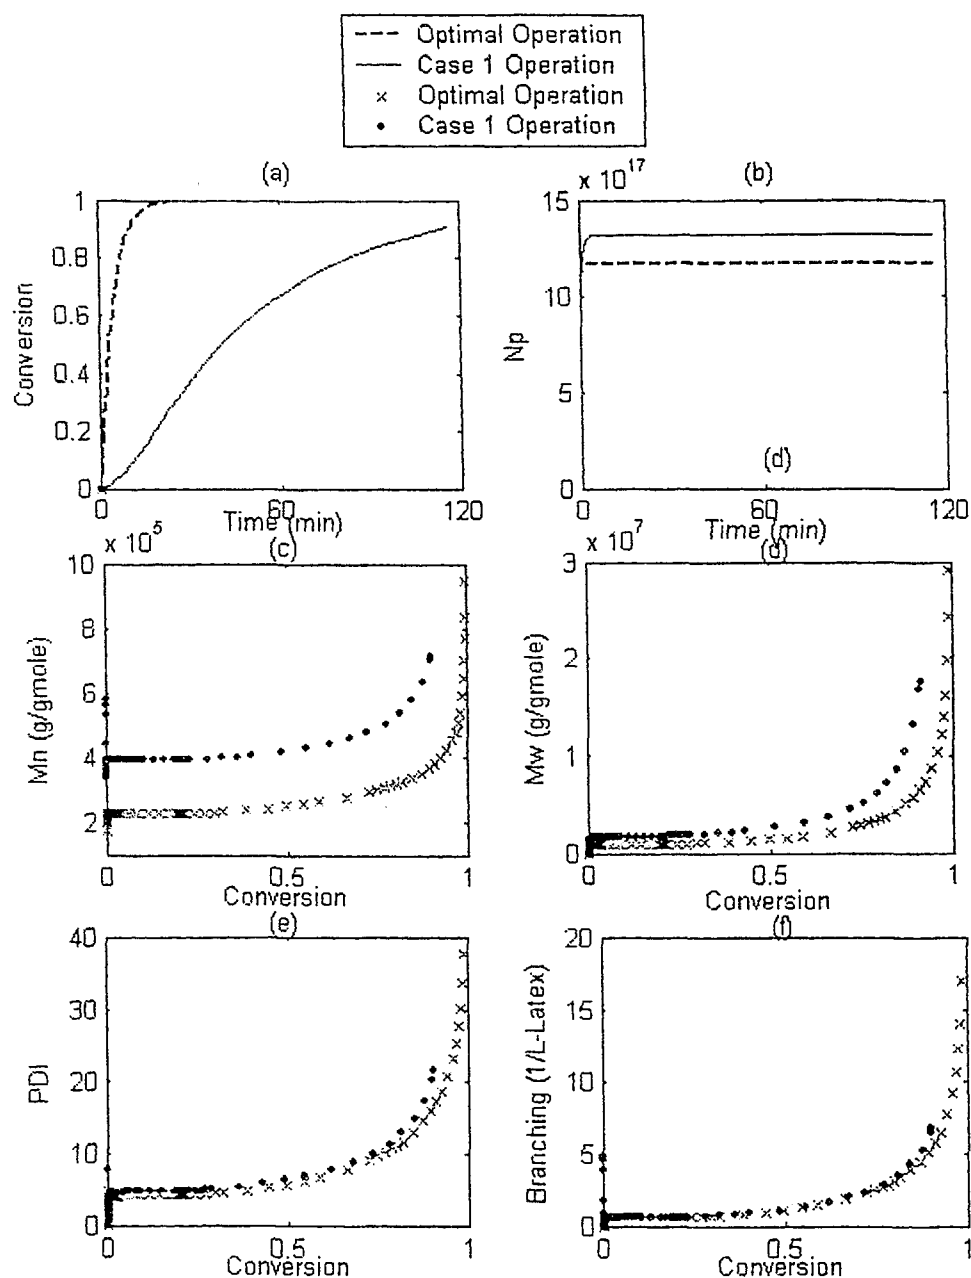 Optimal Operation
Case 1 Operation
Optimal Operation
Case 1 Operation
(a)
1
0.8
0.6
0.4
0.2
0
Conversion
0
60
120
Time (min)
x 10^17
(b)
15
10
5
0
Np
(d)
0
60
120
Time (min)
x 10^5
(c)
10
8
6
4
2
Mn (g/gmole)
0
0.5
1
Conversion
x 10^7
(d)
3
2
1
0
Mw (g/gmole)
0
0.5
1
Conversion
(e)
40
30
20
10
0
PDI
0
0.5
1
Conversion
(f)
20
15
10
5
0
Branching (1/L-Latex)
0
0.5
1
Conversion